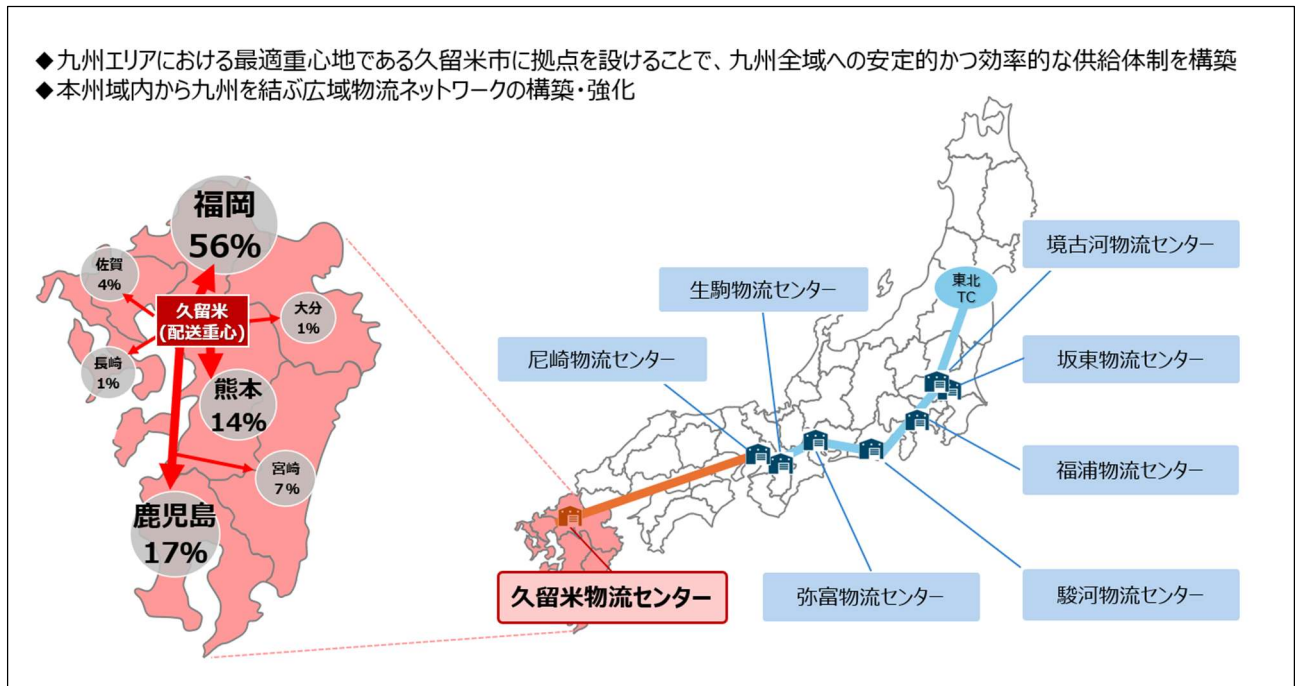 ◆九州エリアにおける最適重心地である久留米市に拠点を設けることで、九州全域への安定的かつ効率的な供給体制を構築
◆本州域内から九州を結ぶ広域物流ネットワークの構築・強化
福岡
56%
佐賀
4%
久留米
(配送重心)
大分
1%
長崎
1%
熊本
14%
宮崎
7%
鹿児島
17%
境古河物流センター
東北
TC
生駒物流センター
尼崎物流センター
坂東物流センター
福浦物流センター
久留米物流センター
弥富物流センター
駿河物流センター